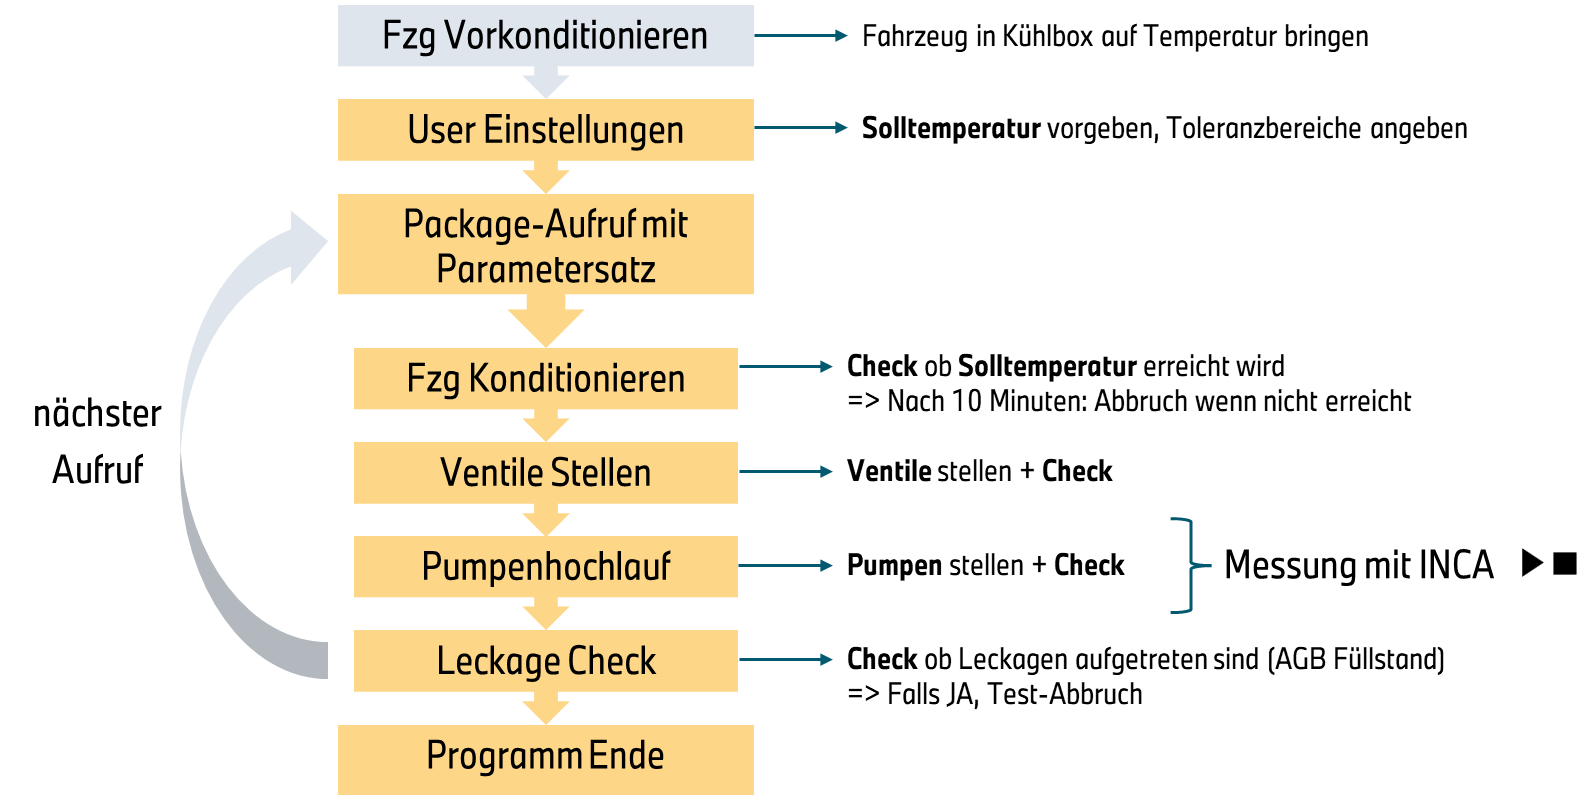 Fzg Vorkonditionieren
Fahrzeug in Kühlbox auf Temperatur bringen
User Einstellungen
Solltemperatur vorgeben, Toleranzbereiche angeben
Package-Aufruf mit
Parametersatz
Fzg Konditionieren
Check ob Solltemperatur erreicht wird
=> Nach 10 Minuten: Abbruch wenn nicht erreicht
nächster
Aufruf
Ventile Stellen
Ventile stellen + Check
Pumpenhochlauf
Pumpen stellen + Check
Messung mit INCA
Leckage Check
Check ob Leckagen aufgetreten sind (AGB Füllstand)
=> Falls JA, Test-Abbruch
Programm Ende